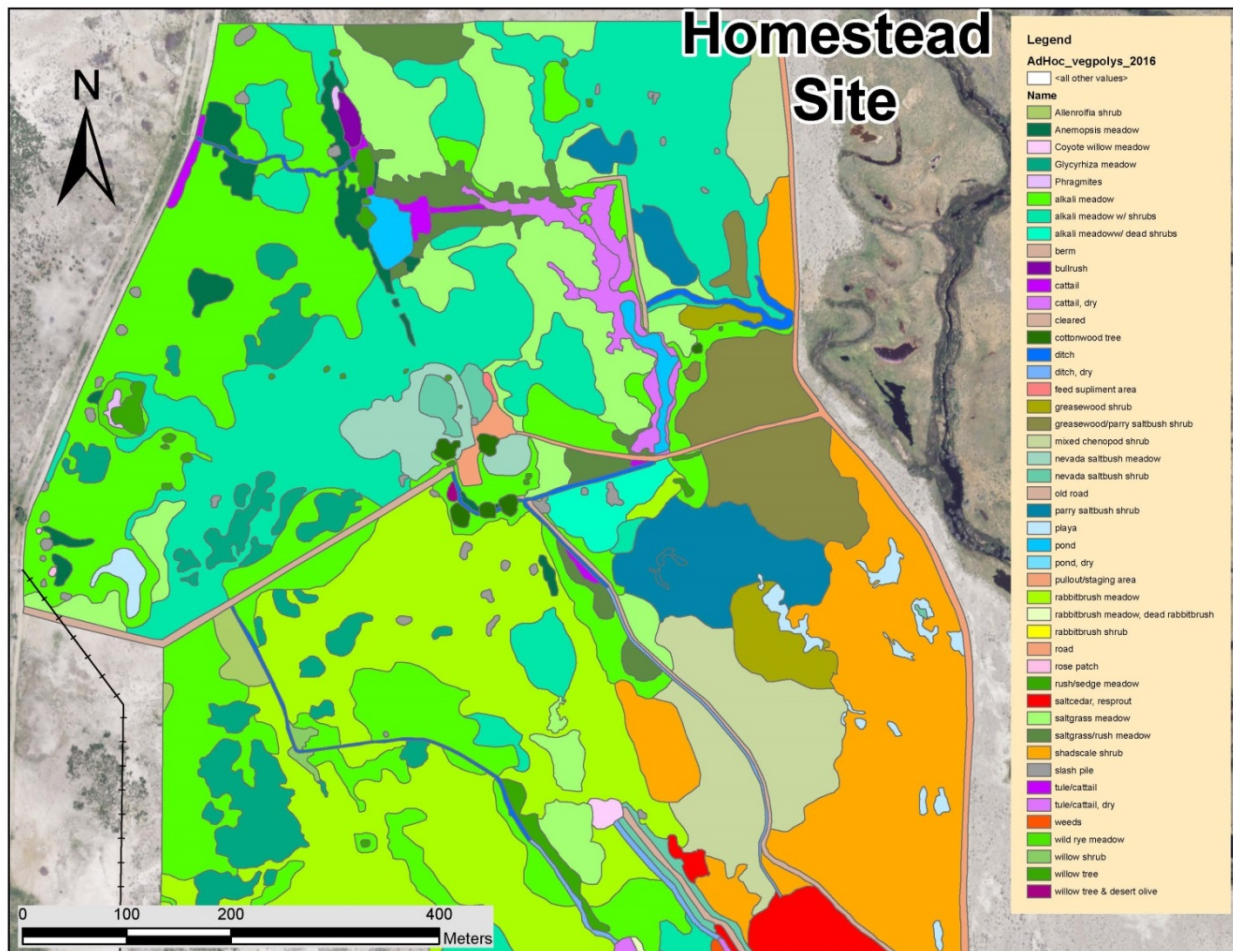 Homestead
Site
N
Legend
AdHoc_vegpolys_2016
<all other values>
Name
Allenrolfia shrub
Anemopsis meadow
Coyote willow meadow
Glycyrhiza meadow
Phragmites
alkali meadow
alkali meadow w/ shrubs
alkali meadoww/ dead shrubs
berm
bullrush
cattail
cattail, dry
cleared
cottonwood tree
ditch
ditch, dry
feed supliment area
greasewood shrub
greasewood/parry saltbush shrub
mixed chenopod shrub
nevada saltbush meadow
nevada saltbush shrub
old road
parry saltbush shrub
playa
pond
pond, dry
pullout/staging area
rabbitbrush meadow
rabbitbrush meadow, dead rabbitbrush
rabbitbrush shrub
road
rose patch
rush/sedge meadow
saltcedar, resprout
saltgrass meadow
saltgrass/rush meadow
shadscale shrub
slash pile
tule/cattail
tule/cattail, dry
weeds
wild rye meadow
willow shrub
willow tree
willow tree & desert olive
0 100 200 400
Meters